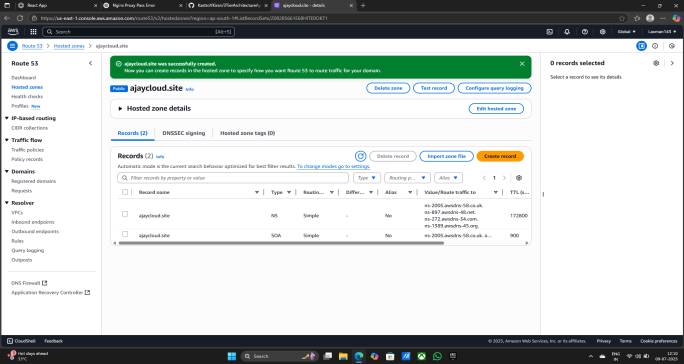 React App
Nginx Proxy Pass Error
ajaycloud.site - details
https://us-east-1.console.aws.amazon.com/route53/v2/hostedzones?region=ap-south-1#ListRecordSets/
aws
Search
[Alt+S]
Global
Laxman143
Route 53
Hosted zones
ajaycloud.site
Route 53
Dashboard
Hosted zones
Health checks
Profiles New
IP-based routing
CIDR collections
Traffic flow
Traffic policies
Policy records
Domains
Registered domains
Requests
Resolver
VPCs
Inbound endpoints
Outbound endpoints
Rules
Query logging
Outposts
DNS Firewall
Application Recovery Controller
ajaycloud.site was successfully created.
Now you can create records in the hosted zone to specify how you want Route 53 to route traffic for your domain.
Public ajaycloud.site Info
Delete zone
Test record
Configure query logging
Hosted zone details
Edit hosted zone
Records (2)
DNSSEC signing
Hosted zone tags (0)
Records (2) Info
Delete record
Import zone file
Create record
Automatic mode is the current search behavior optimized for best filter results. To change modes go to settings.
Filter records by property or value
Type
Routing p...
Alias
1
Record name
Type
Routin...
Differ...
Alias
Value/Route traffic to
TTL (s...
ajaycloud.site
NS
Simple
-
No
ns-2005.awsdns-58.co.uk.
ns-897.awsdns-48.net.
ns-272.awsdns-34.com.
ns-1389.awsdns-45.org.
172800
ajaycloud.site
SOA
Simple
-
No
ns-2005.awsdns-58.co.uk. a...
900
0 records selected
Select a record to see its details
CloudShell
Feedback
© 2025, Amazon Web Services, Inc. or its affiliates.
Privacy
Terms
Cookie preferences
Hot days ahead
33°C
Search
ENG
IN
12:10
09-07-2025